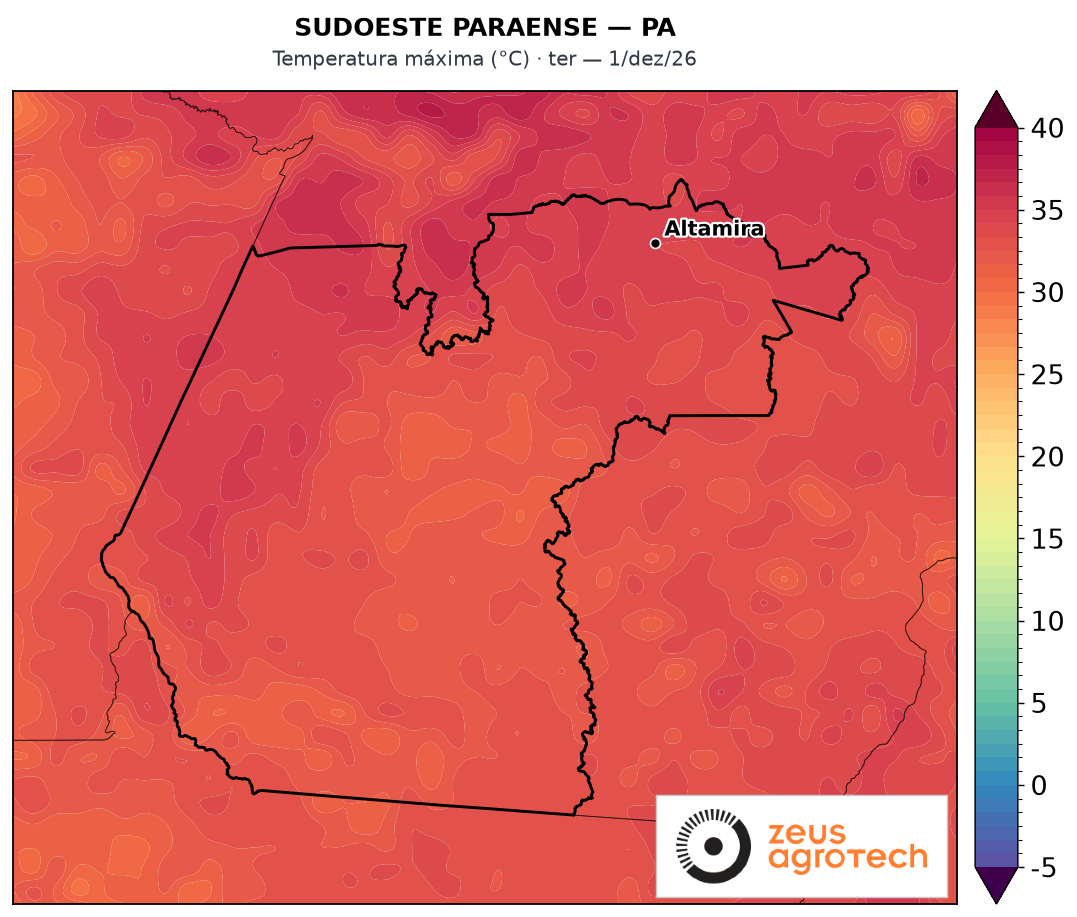 SUDOESTE PARAENSE — PA
Temperatura máxima (°C) · ter — 1/dez/26
Altamira
40
35
30
25
20
15
10
5
0
-5
zeus
agrotech